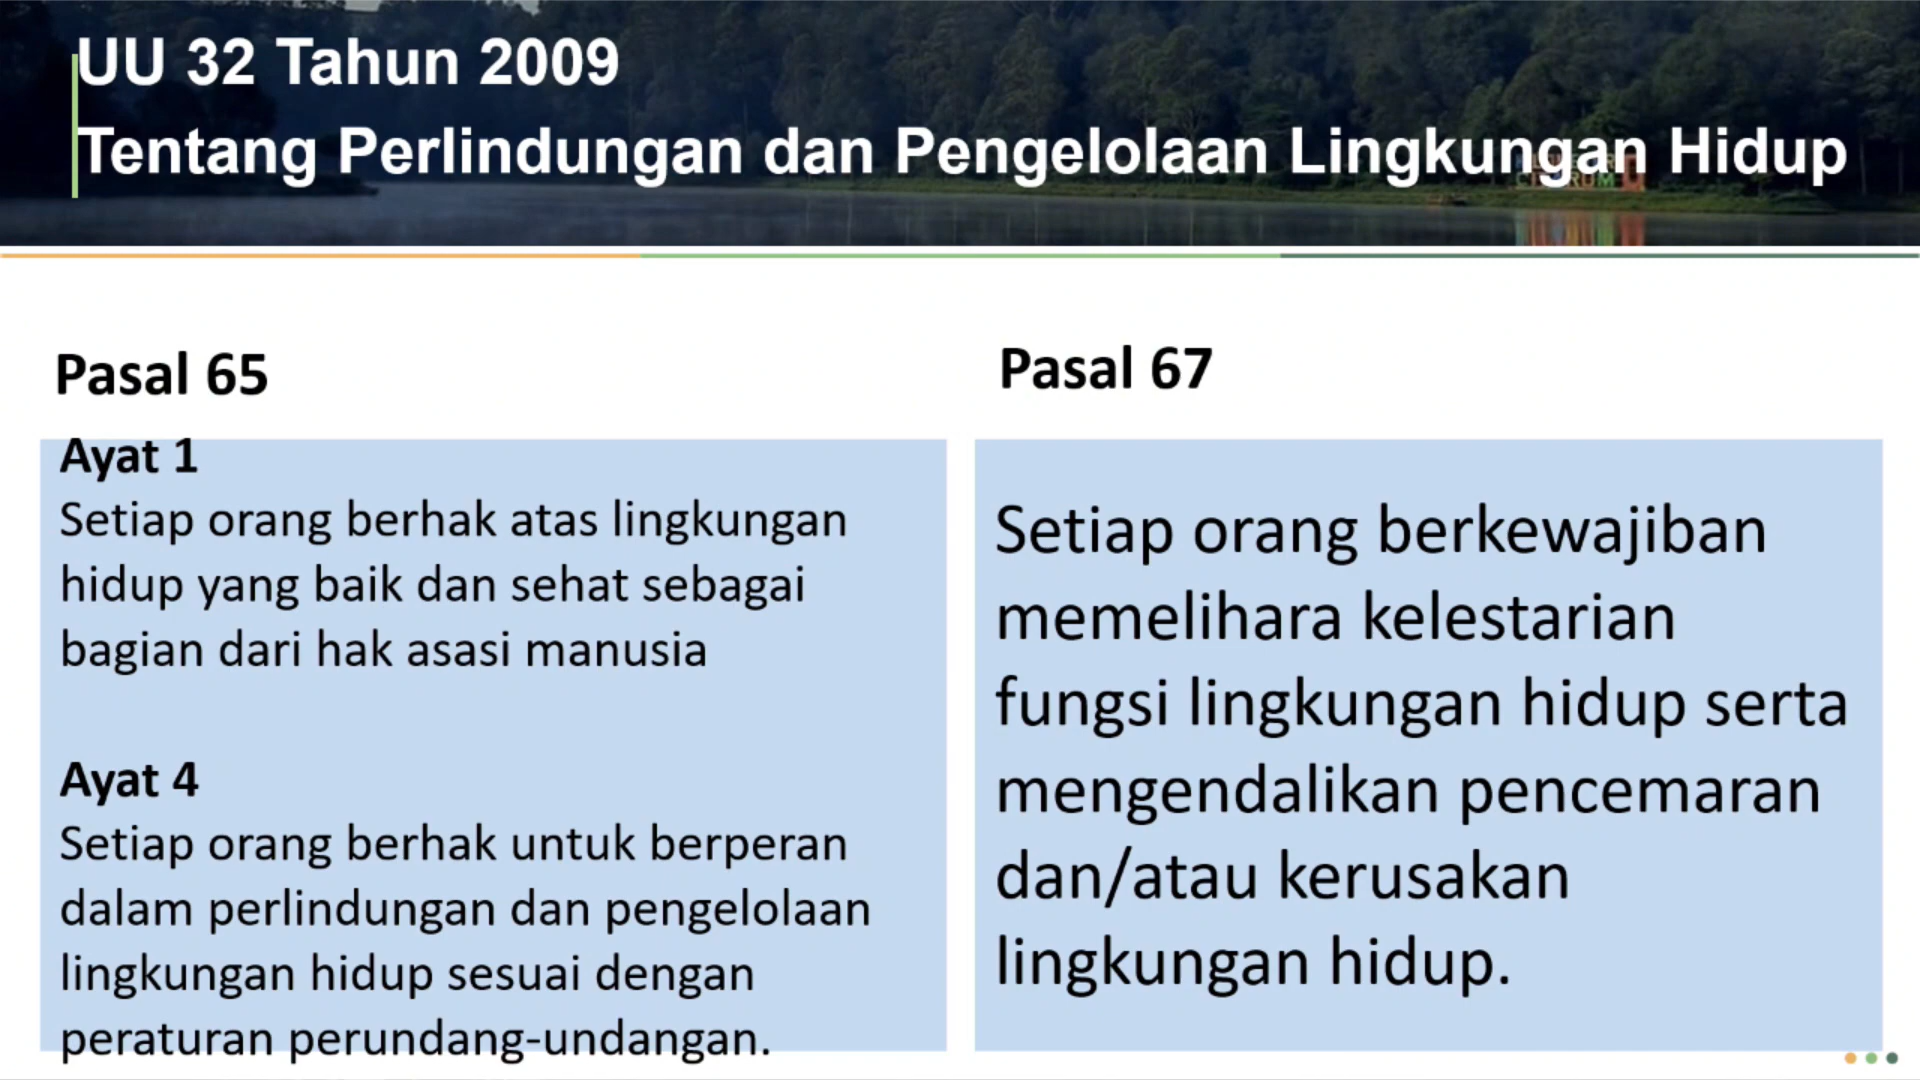 UU 32 Tahun 2009
Tentang Perlindungan dan Pengelolaan Lingkungan Hidup
Pasal 65
Ayat 1
Setiap orang berhak atas lingkungan
hidup yang baik dan sehat sebagai
bagian dari hak asasi manusia
Ayat 4
Setiap orang berhak untuk berperan
dalam perlindungan dan pengelolaan
lingkungan hidup sesuai dengan
peraturan perundang-undangan.
Pasal 67
Setiap orang berkewajiban
memelihara kelestarian
fungsi lingkungan hidup serta
mengendalikan pencemaran
dan/atau kerusakan
lingkungan hidup.